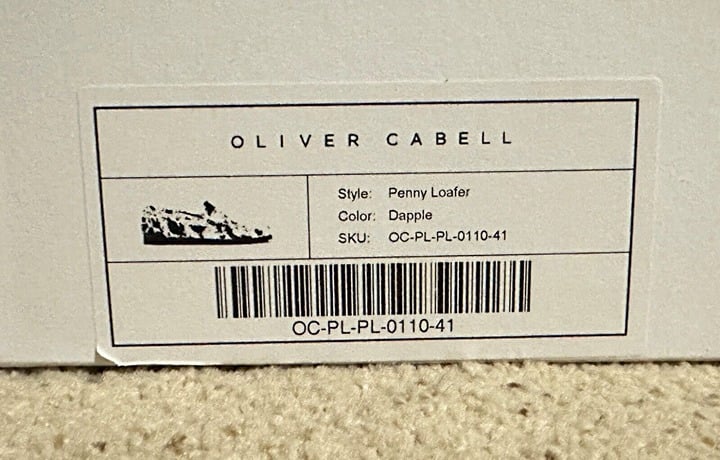 OLIVER CABELL
Style: Penny Loafer
Color: Dapple
SKU: OC-PL-PL-0110-41
OC-PL-PL-0110-41